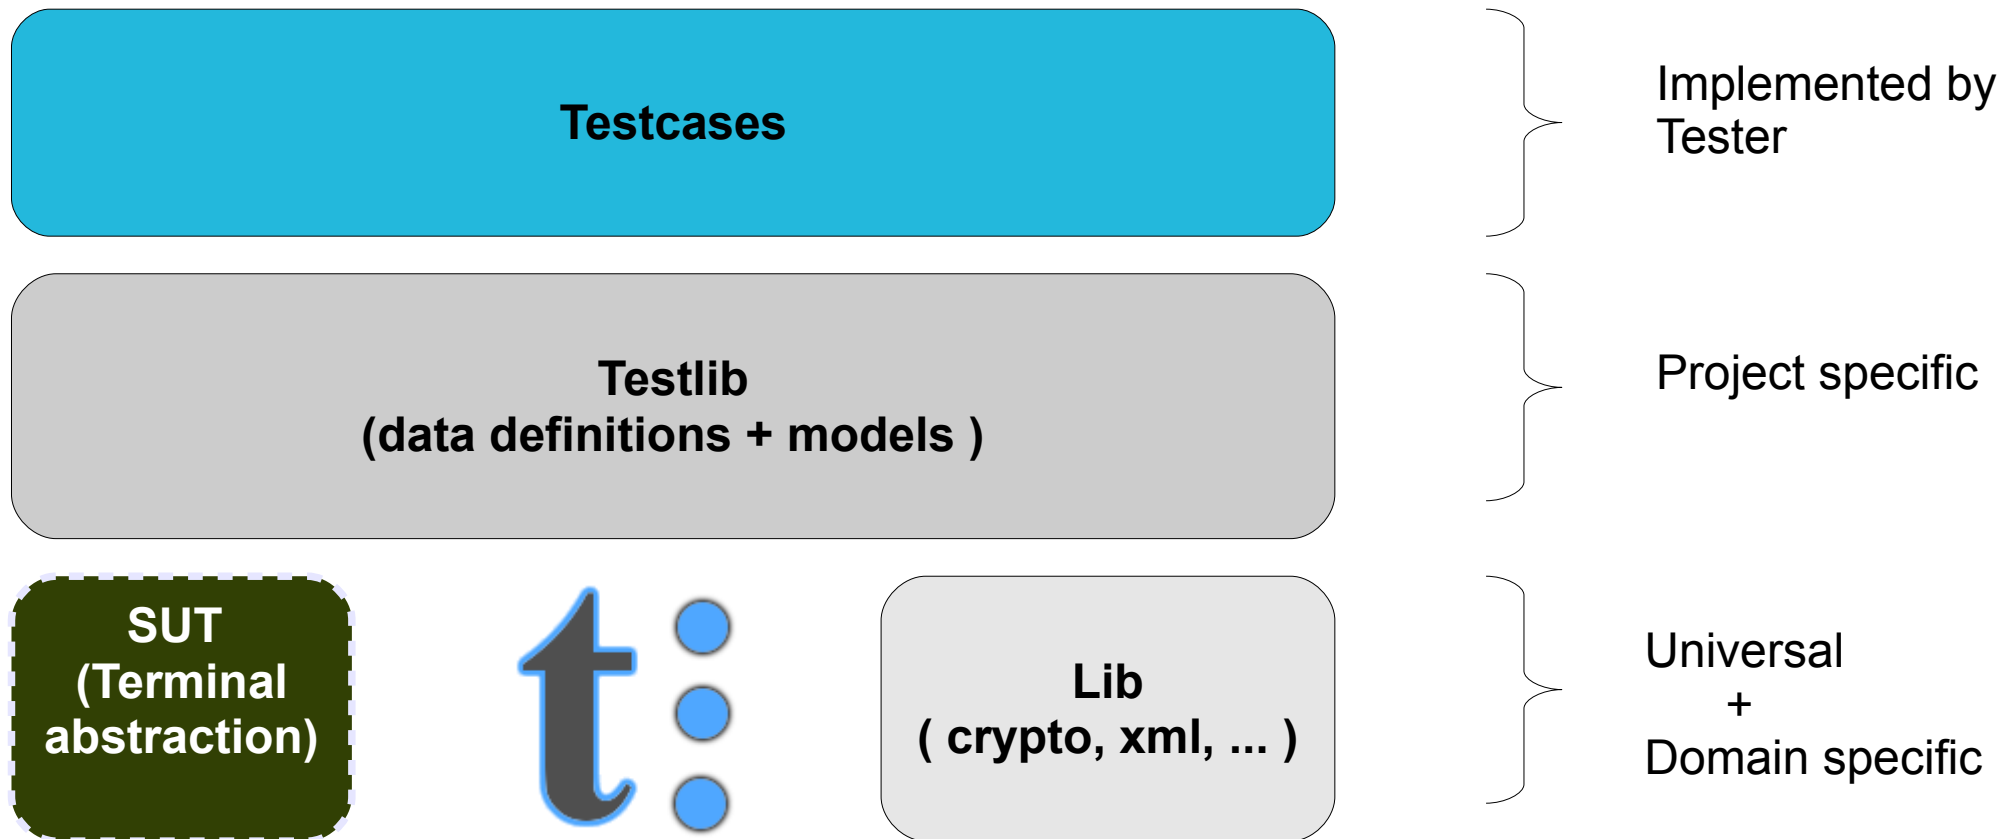 Testcases
Implemented by
Tester
Testlib
(data definitions + models )
Project specific
SUT
(Terminal
abstraction)
t
Lib
( crypto, xml, ... )
Universal
+
Domain specific